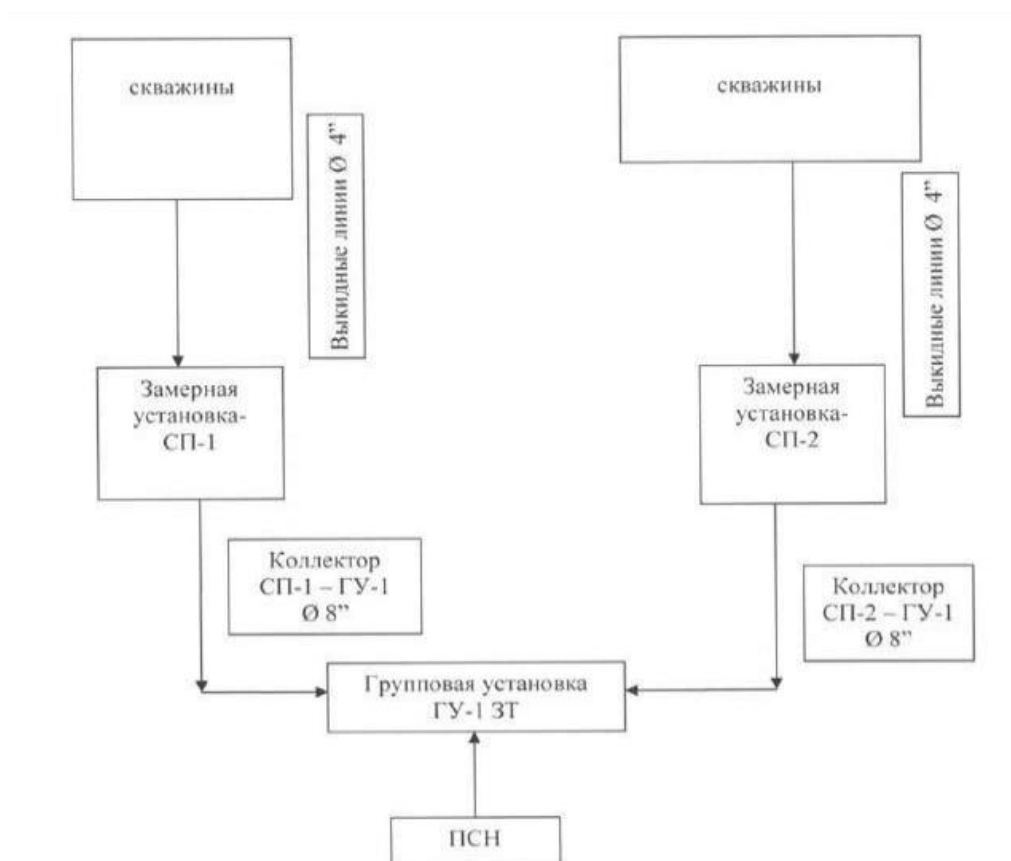 скважины
скважины
Выкидные линии Ø 4”
Выкидные линии Ø 4”
Замерная
установка-
СП-1
Замерная
установка-
СП-2
Коллектор
СП-1 – ГУ-1
Ø 8”
Коллектор
СП-2 – ГУ-1
Ø 8”
Групповая установка
ГУ-1 ЗТ
ПСН